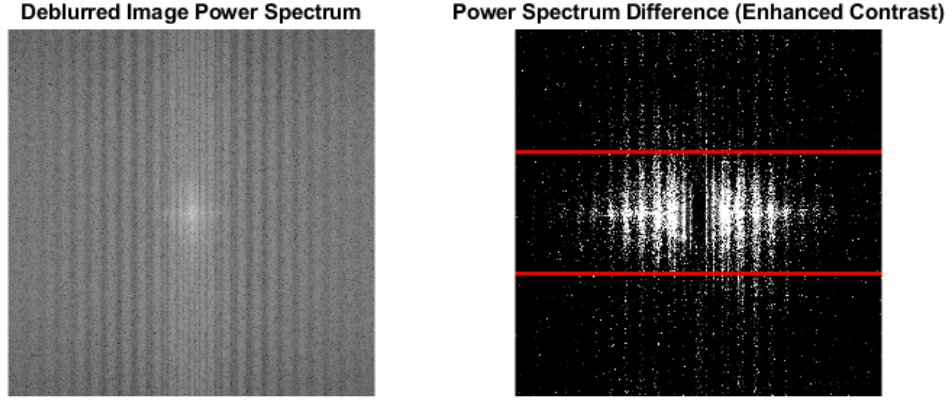 Deblurred Image Power Spectrum
Power Spectrum Difference (Enhanced Contrast)